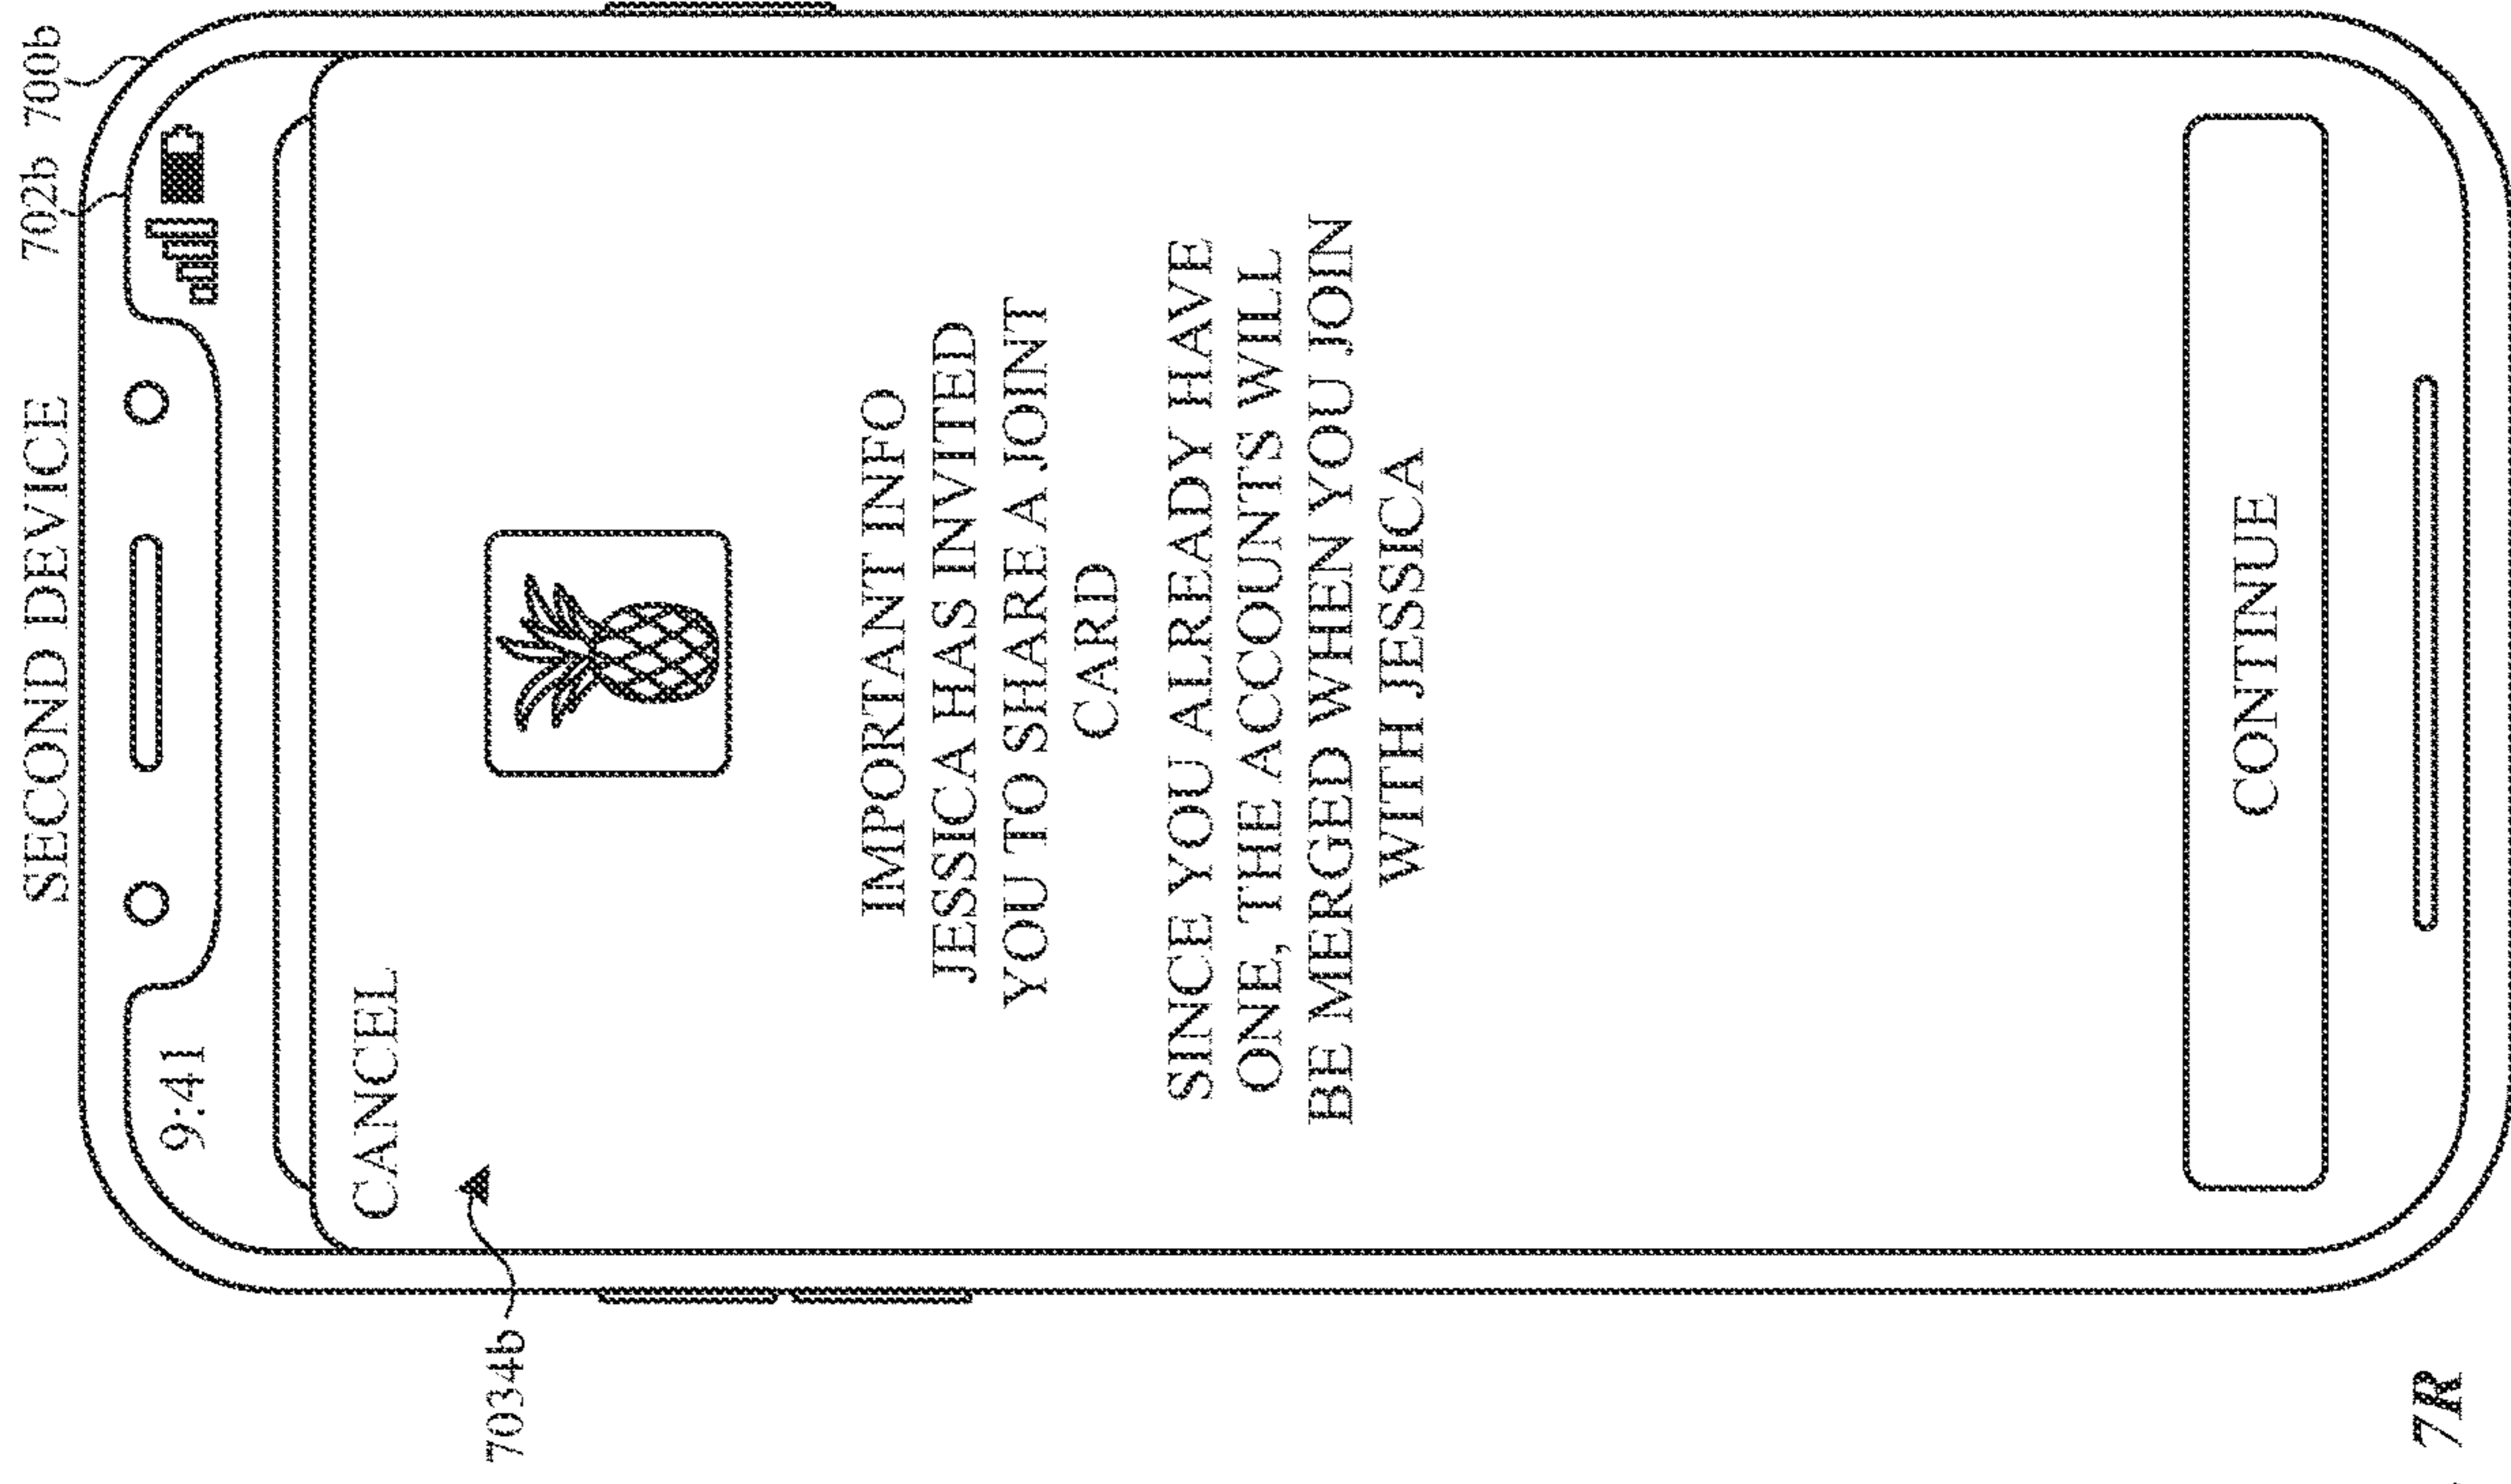 SECOND DEVICE
702b 700b
9:41
CANCEL
7034b
IMPORTANT INFO
JESSICA HAS INVITED
YOU TO SHARE A JOINT
CARD
SINCE YOU ALREADY HAVE
ONE, THE ACCOUNTS WILL
BE MERGED WHEN YOU JOIN
WITH JESSICA
CONTINUE
7R